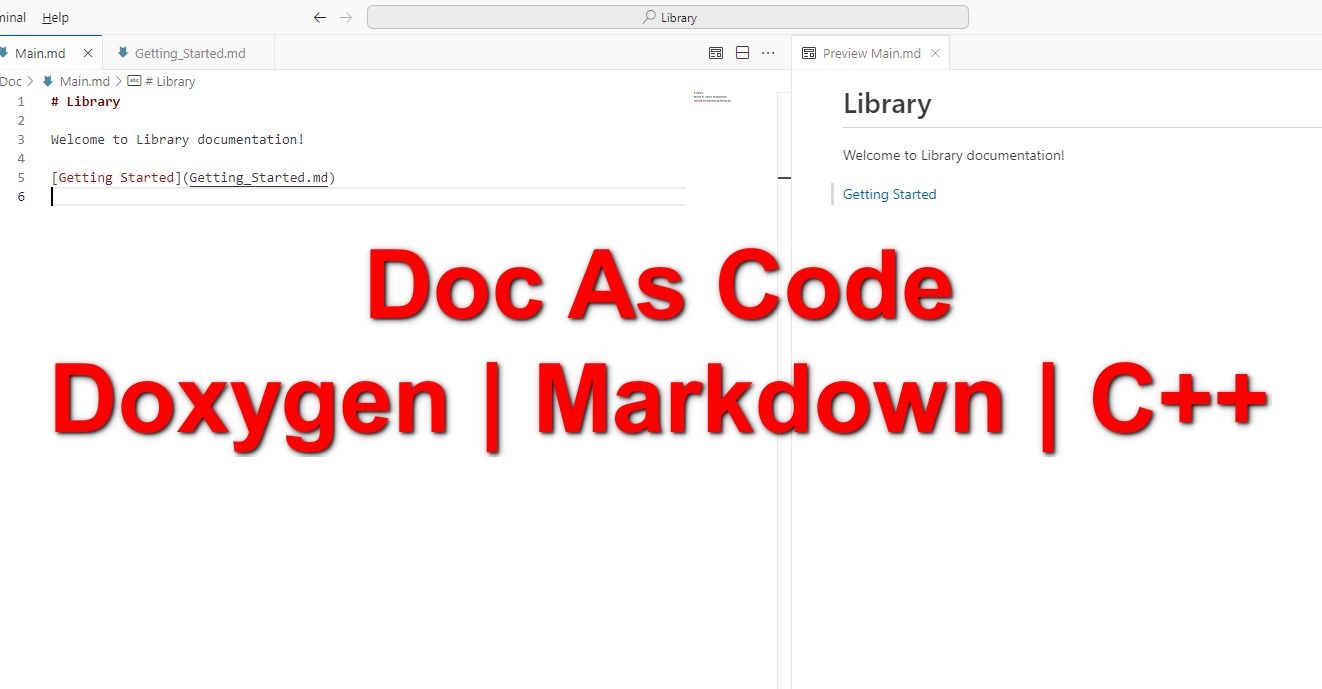 minal Help
Library
Main.md
Getting_Started.md
Preview Main.md
Doc > Main.md > abc # Library
1 # Library
2
3 Welcome to Library documentation!
4
5 [Getting Started](Getting_Started.md)
6
Library
Welcome to Library documentation!
Getting Started
Doc As Code
Doxygen | Markdown | C++